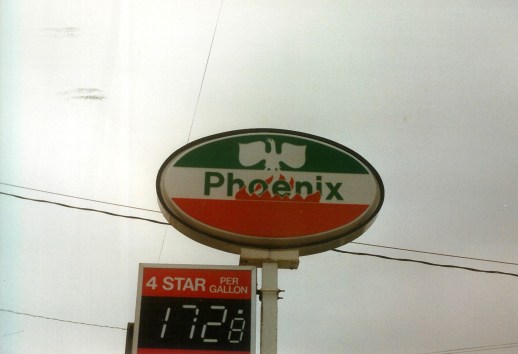 Phoenix
4 STAR PER GALLON
172.8